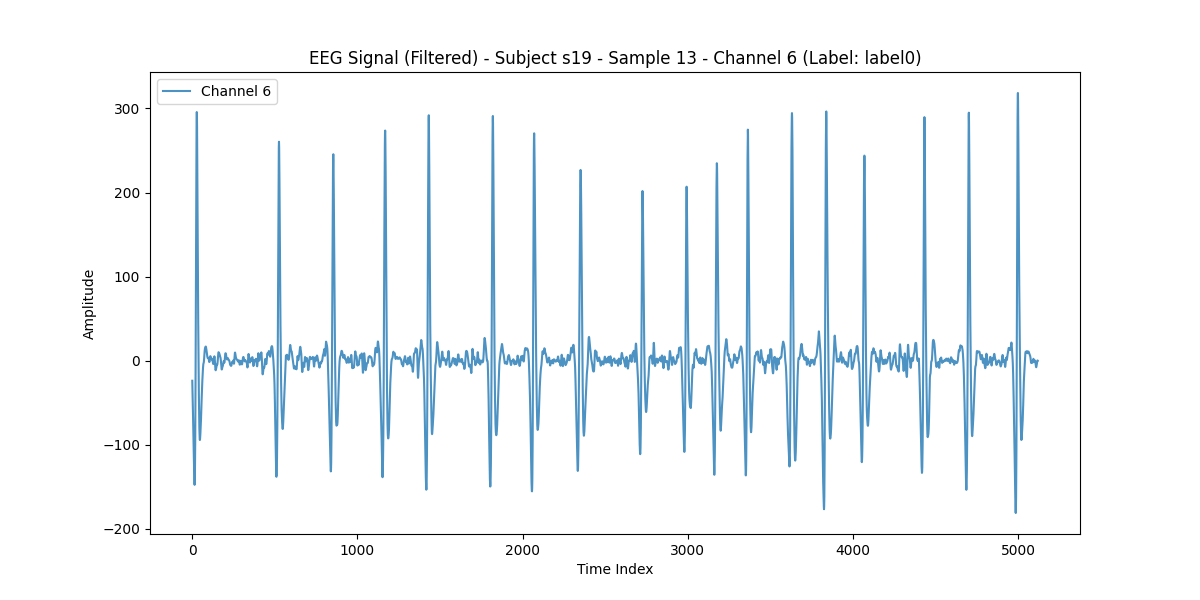 EEG Signal (Filtered) - Subject s19 - Sample 13 - Channel 6 (Label: label0)
Channel 6
300
200
100
0
−100
−200
Amplitude
0 1000 2000 3000 4000 5000
Time Index